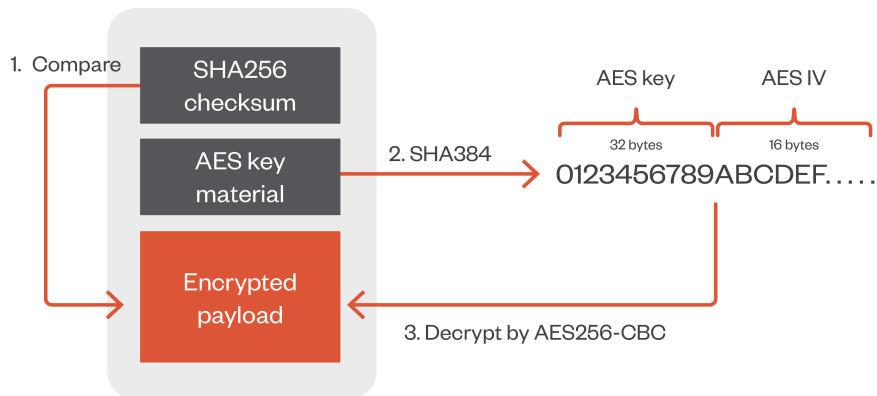 1. Compare
SHA256
checksum
AES key
material
Encrypted
payload
2. SHA384
AES key
AES IV
32 bytes
16 bytes
0123456789ABCDEF.....
3. Decrypt by AES256-CBC